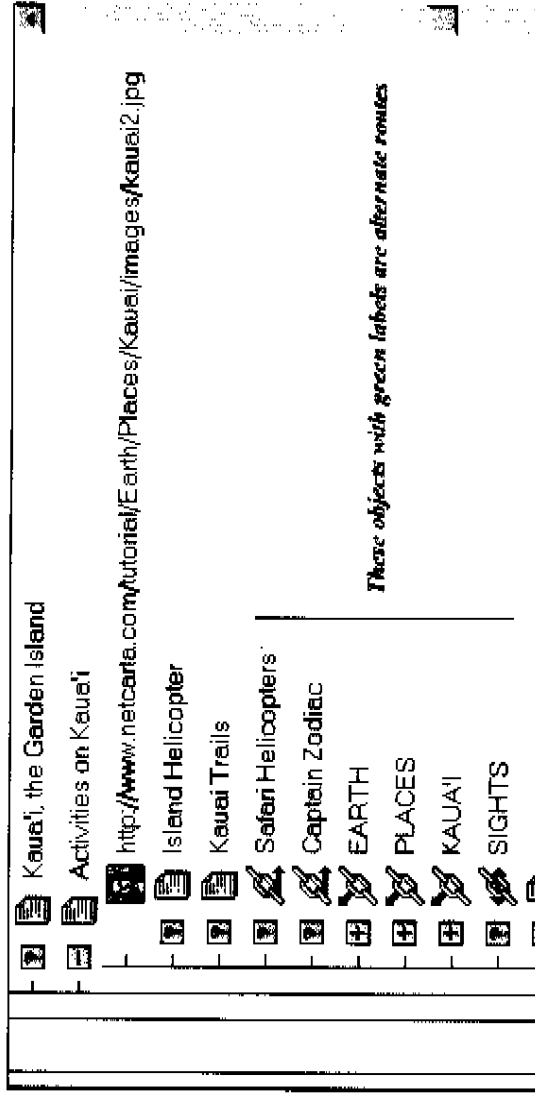 Kaua'i, the Garden Island
Activities on Kaua'i
http://www.netcarta.com/tutorial/Earth/Places/Kauai/images/kauai2.jpg
Island Helicopter
Kauai Trails
Safari Helicopters
Captain Zodiac
EARTH
PLACES
KAUA'I
SIGHTS
These objects with green labels are alternate routes